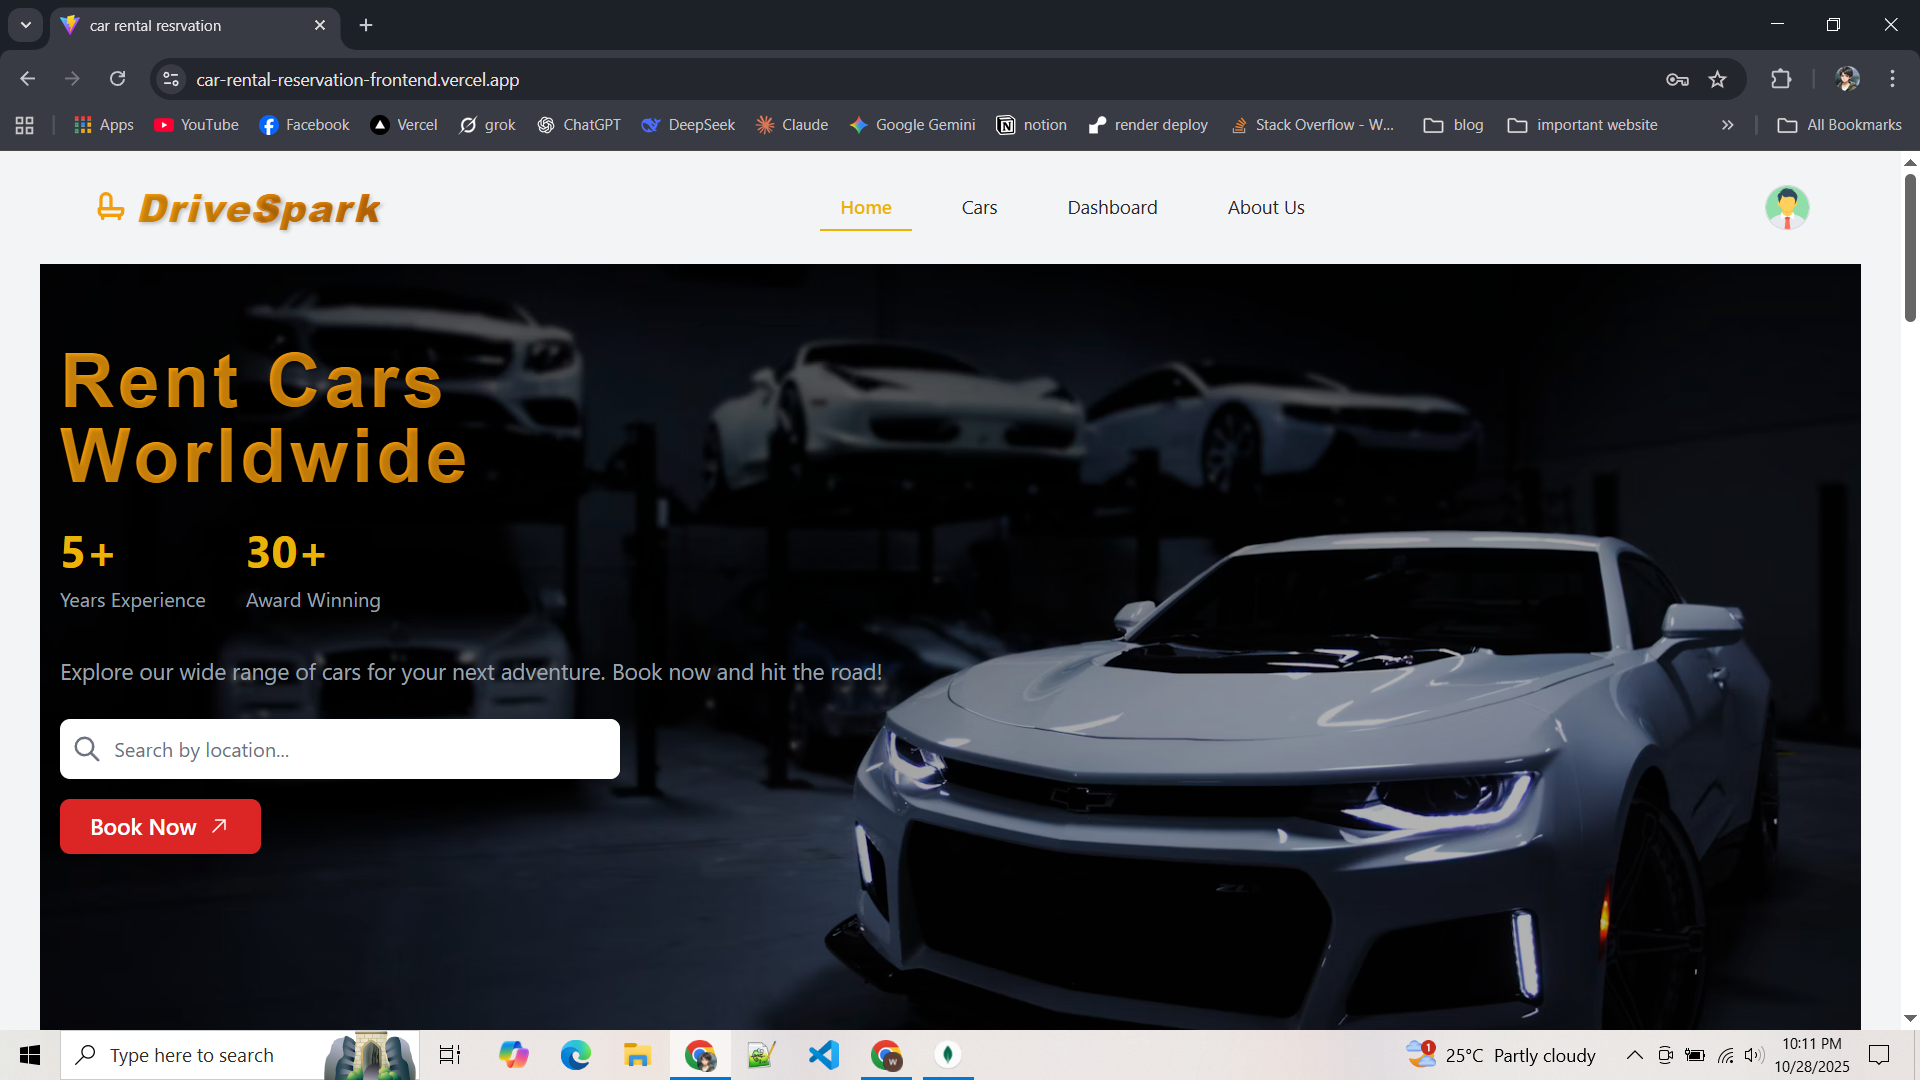 car rental resrvation
car-rental-reservation-frontend.vercel.app
Apps YouTube Facebook Vercel grok ChatGPT DeepSeek Claude Google Gemini notion render deploy Stack Overflow - W... blog important website » All Bookmarks
DriveSpark Home Cars Dashboard About Us
Rent Cars
Worldwide
5+ 30+
Years Experience Award Winning
Explore our wide range of cars for your next adventure. Book now and hit the road!
Search by location...
Book Now
Type here to search
1 25°C Partly cloudy
10:11 PM
10/28/2025